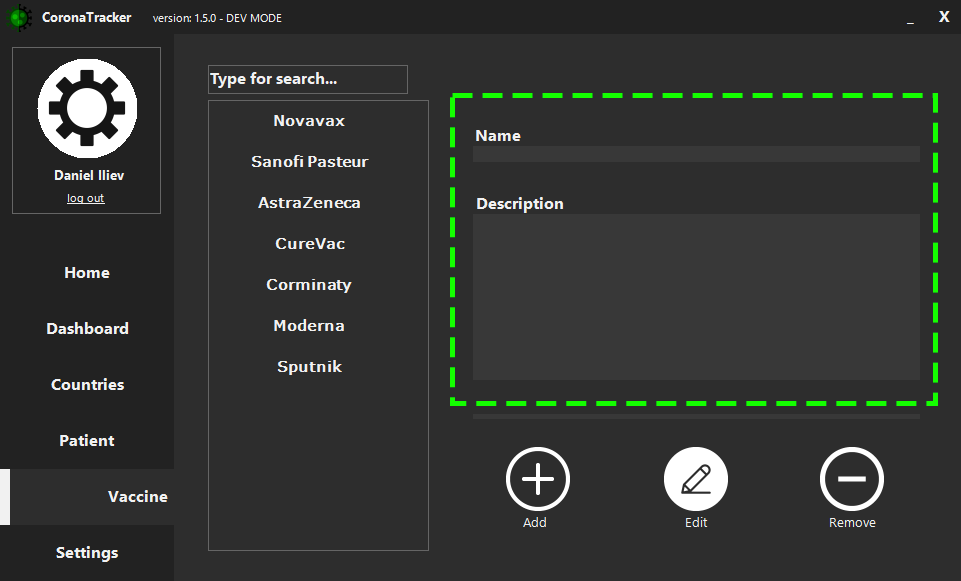 CoronaTracker version: 1.5.0 - DEV MODE _ X
Daniel Iliev
log out
Home
Dashboard
Countries
Patient
Vaccine
Settings
Type for search...
Novavax
Sanofi Pasteur
AstraZeneca
CureVac
Corminaty
Moderna
Sputnik
Name
Description
Add
Edit
Remove